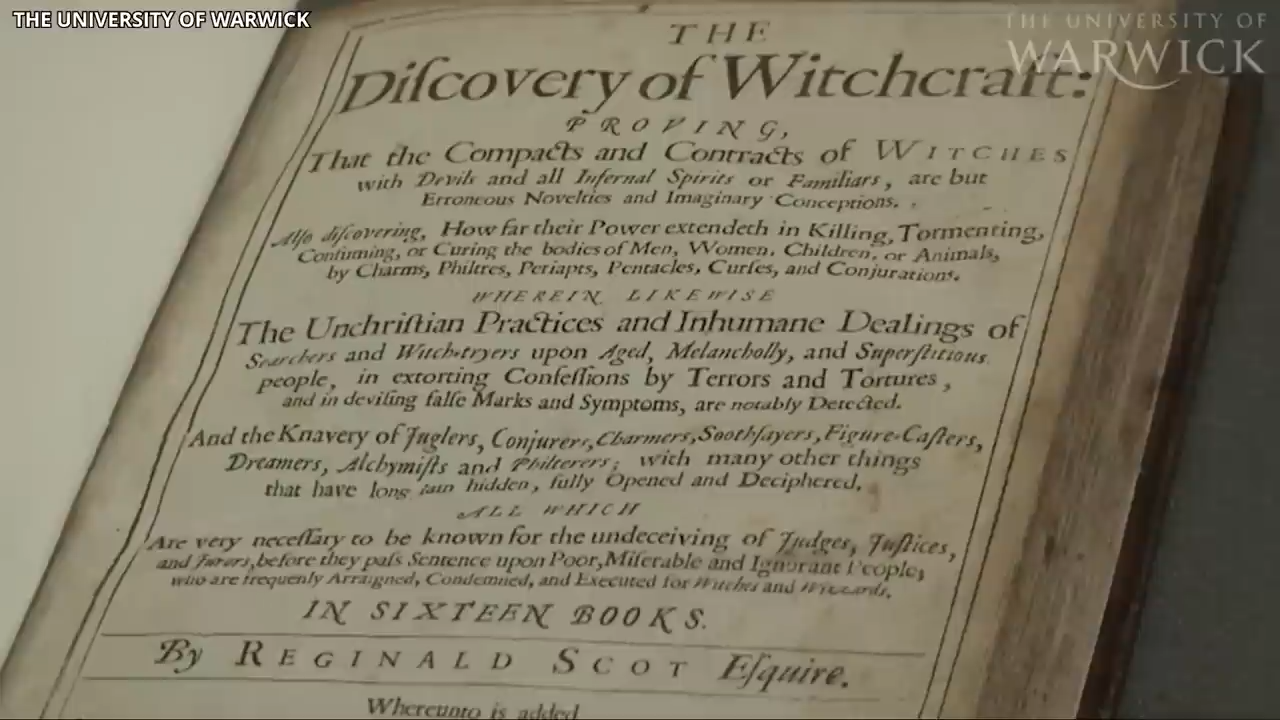 THE UNIVERSITY OF WARWICK
THE UNIVERSITY OF
WARWICK
THE
Diſcovery of Witchcraft:
PROVING,
That the Compacts and Contracts of WITCHES
with Devils and all Infernal Spirits or Familiars, are but
Erroneous Novelties and Imaginary Conceptions.
Alſo diſcovering, How far their Power extendeth in Killing, Tormenting,
Conſuming, or Curing the bodies of Men, Women, Children, or Animals,
by Charms, Philtres, Periapts, Pentacles, Curſes, and Conjurations.
WHEREIN LIKEWISE
The Unchriſtian Practices and Inhumane Dealings of
Searchers and Witch-tryers upon Aged, Melancholly, and Superſtitious
people, in extorting Confeſſions by Terrors and Tortures,
and in deviſing falſe Marks and Symptoms, are notably Detected.
And the Knavery of Juglers, Conjurers, Charmers, Soothſayers, Figure-Caſters,
Dreamers, Alchymiſts and Philterers; with many other things
that have long lain hidden, fully Opened and Deciphered.
ALL WHICH
Are very neceſſary to be known for the undeceiving of Judges, Juſtices,
and Jurors, before they paſs Sentence upon Poor, Miſerable and Ignorant People;
who are frequenly Arraigned, Condemned, and Executed for Witches and Wizzards.
IN SIXTEEN BOOKS.
By REGINALD SCOT Eſquire.
Whereunto is added